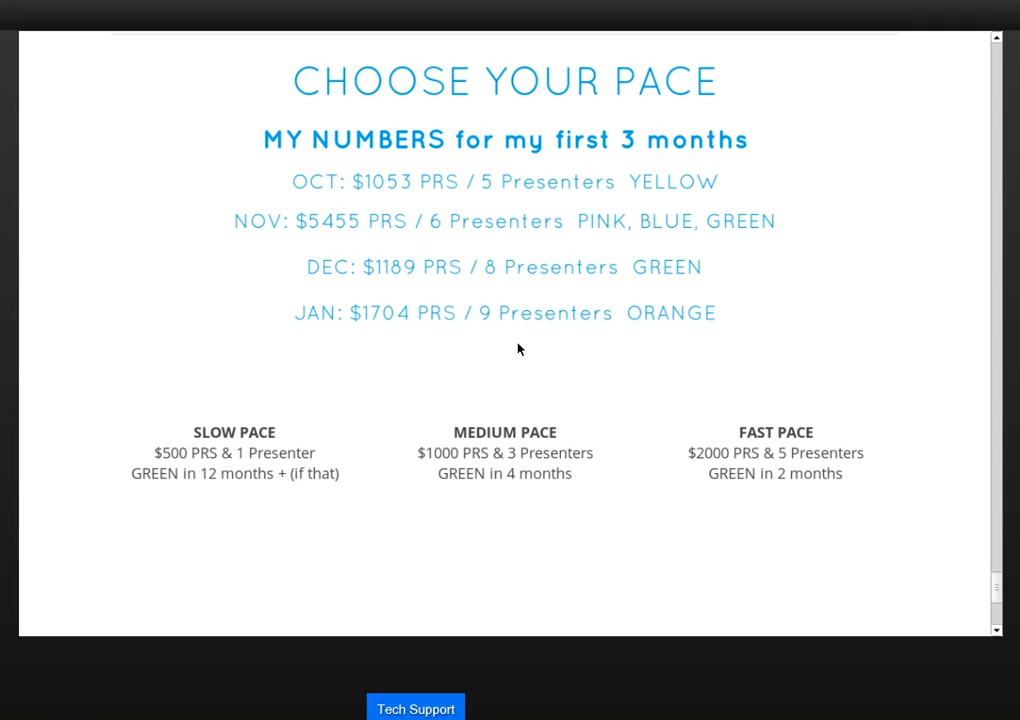 CHOOSE YOUR PACE
MY NUMBERS for my first 3 months
OCT: $1053 PRS / 5 Presenters YELLOW
NOV: $5455 PRS / 6 Presenters PINK, BLUE, GREEN
DEC: $1189 PRS / 8 Presenters GREEN
JAN: $1704 PRS / 9 Presenters ORANGE
SLOW PACE
$500 PRS & 1 Presenter
GREEN in 12 months + (if that)
MEDIUM PACE
$1000 PRS & 3 Presenters
GREEN in 4 months
FAST PACE
$2000 PRS & 5 Presenters
GREEN in 2 months
Tech Support